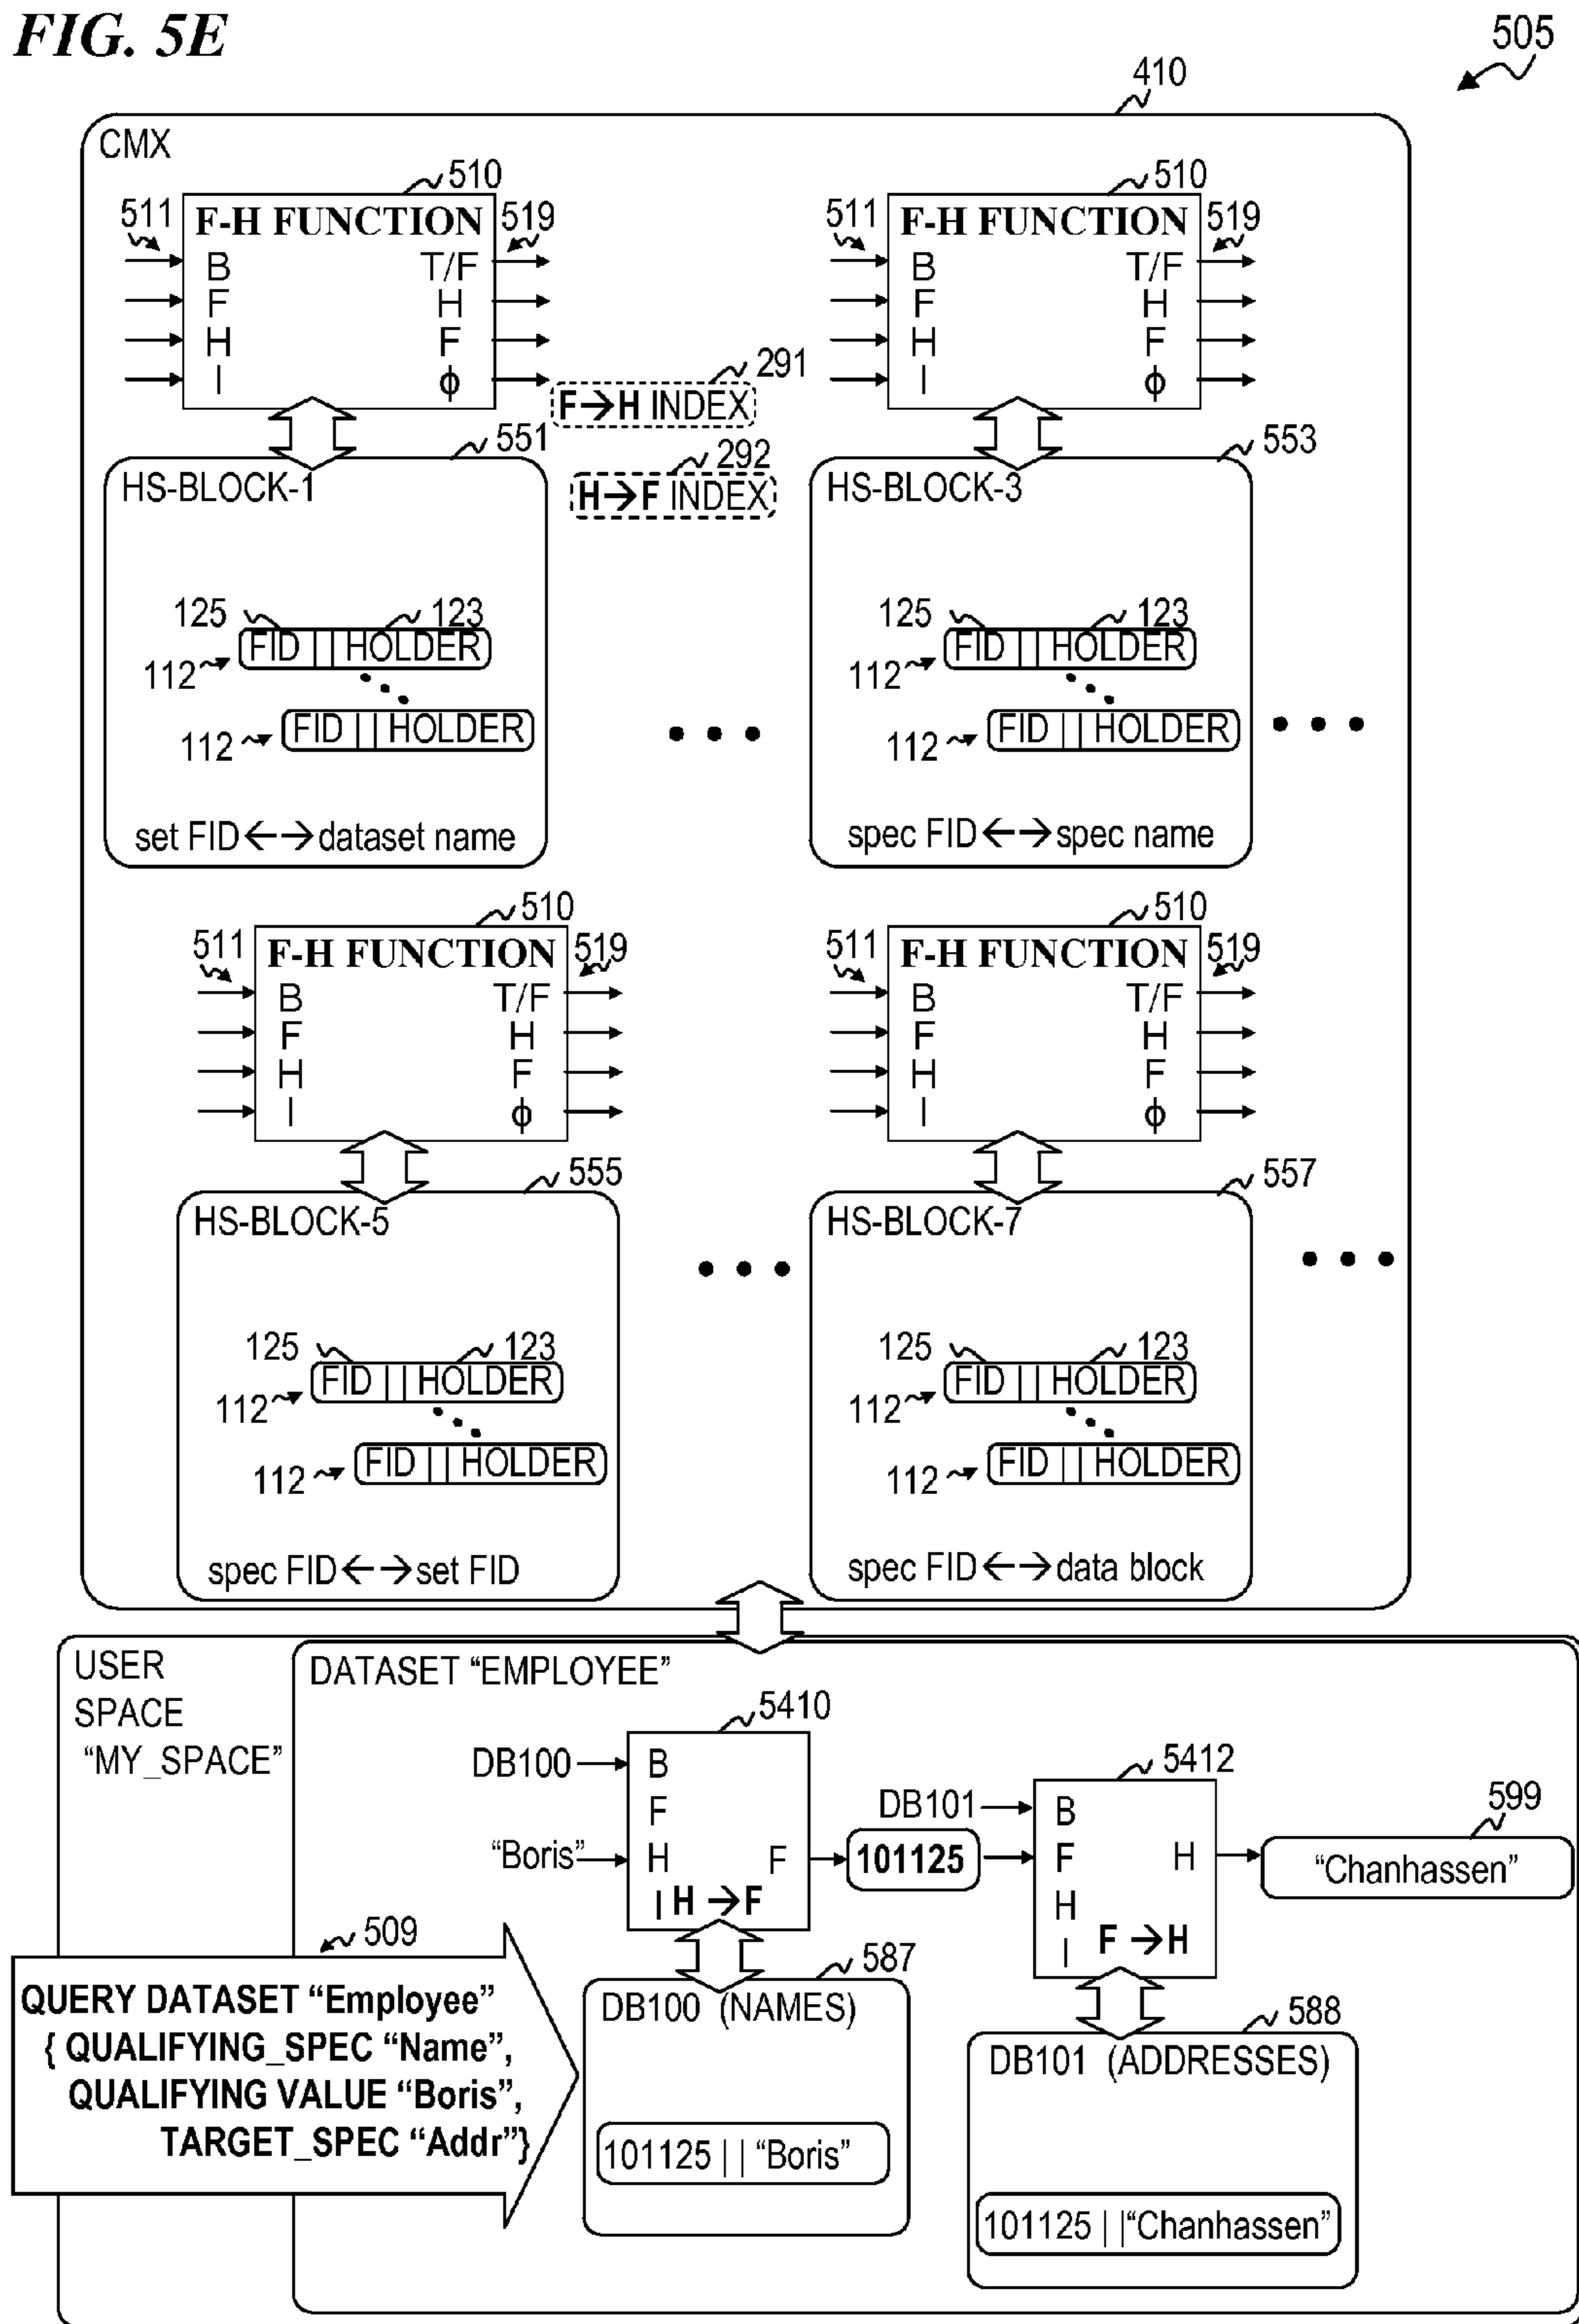 FIG. 5E
505
410
CMX
510
511 F-H FUNCTION 519
B T/F
F H
H F
I ϕ
510
511 F-H FUNCTION 519
B T/F
F H
H F
I ϕ
291
F→H INDEX
292
H→F INDEX
551
HS-BLOCK-1
125 123
112 FID || HOLDER
112 FID || HOLDER
set FID←→dataset name
553
HS-BLOCK-3
125 123
112 FID || HOLDER
112 FID || HOLDER
spec FID←→spec name
510
511 F-H FUNCTION 519
B T/F
F H
H F
I ϕ
510
511 F-H FUNCTION 519
B T/F
F H
H F
I ϕ
555
HS-BLOCK-5
125 123
112 FID || HOLDER
112 FID || HOLDER
spec FID←→set FID
557
HS-BLOCK-7
125 123
112 FID || HOLDER
112 FID || HOLDER
spec FID←→data block
USER
SPACE
"MY_SPACE"
DATASET "EMPLOYEE"
5410
DB100 B
F
"Boris" H F
I H→F
101125
5412
DB101 B
F H
H
I F→H
599
"Chanhassen"
509
QUERY DATASET "Employee"
{ QUALIFYING_SPEC "Name",
QUALIFYING VALUE "Boris",
TARGET_SPEC "Addr"}
587
DB100 (NAMES)
101125 || "Boris"
588
DB101 (ADDRESSES)
101125 ||"Chanhassen"